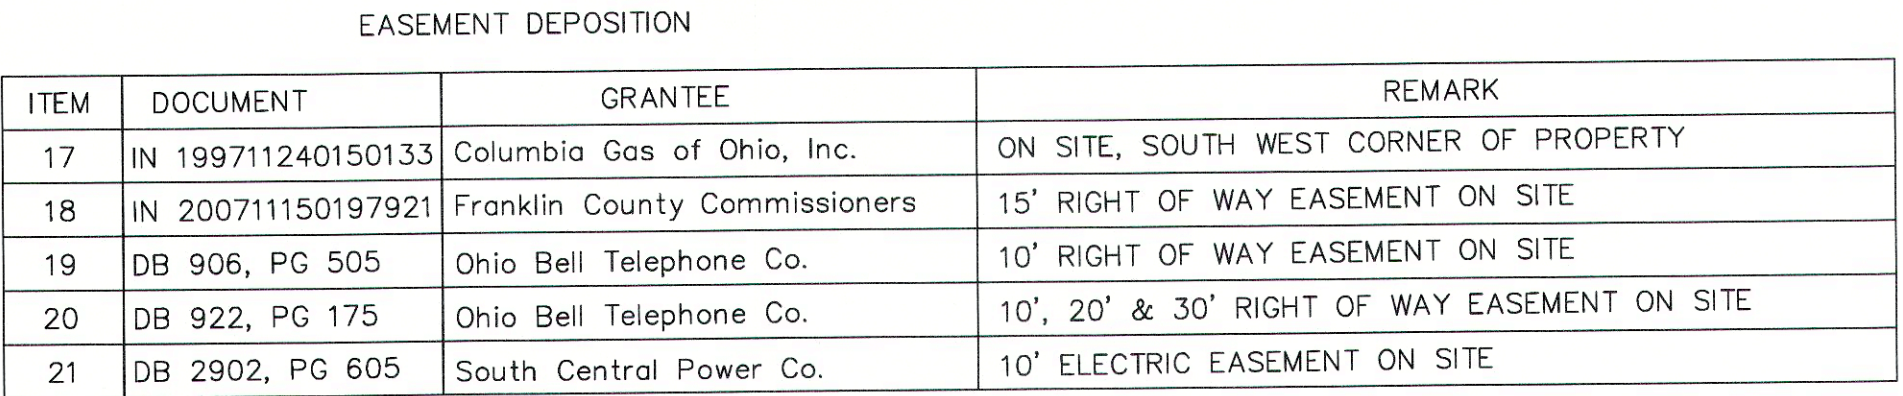 EASEMENT DEPOSITION
ITEM DOCUMENT GRANTEE REMARK
17 IN 199711240150133 Columbia Gas of Ohio, Inc. ON SITE, SOUTH WEST CORNER OF PROPERTY
18 IN 200711150197921 Franklin County Commissioners 15' RIGHT OF WAY EASEMENT ON SITE
19 DB 906, PG 505 Ohio Bell Telephone Co. 10' RIGHT OF WAY EASEMENT ON SITE
20 DB 922, PG 175 Ohio Bell Telephone Co. 10', 20' & 30' RIGHT OF WAY EASEMENT ON SITE
21 DB 2902, PG 605 South Central Power Co. 10' ELECTRIC EASEMENT ON SITE